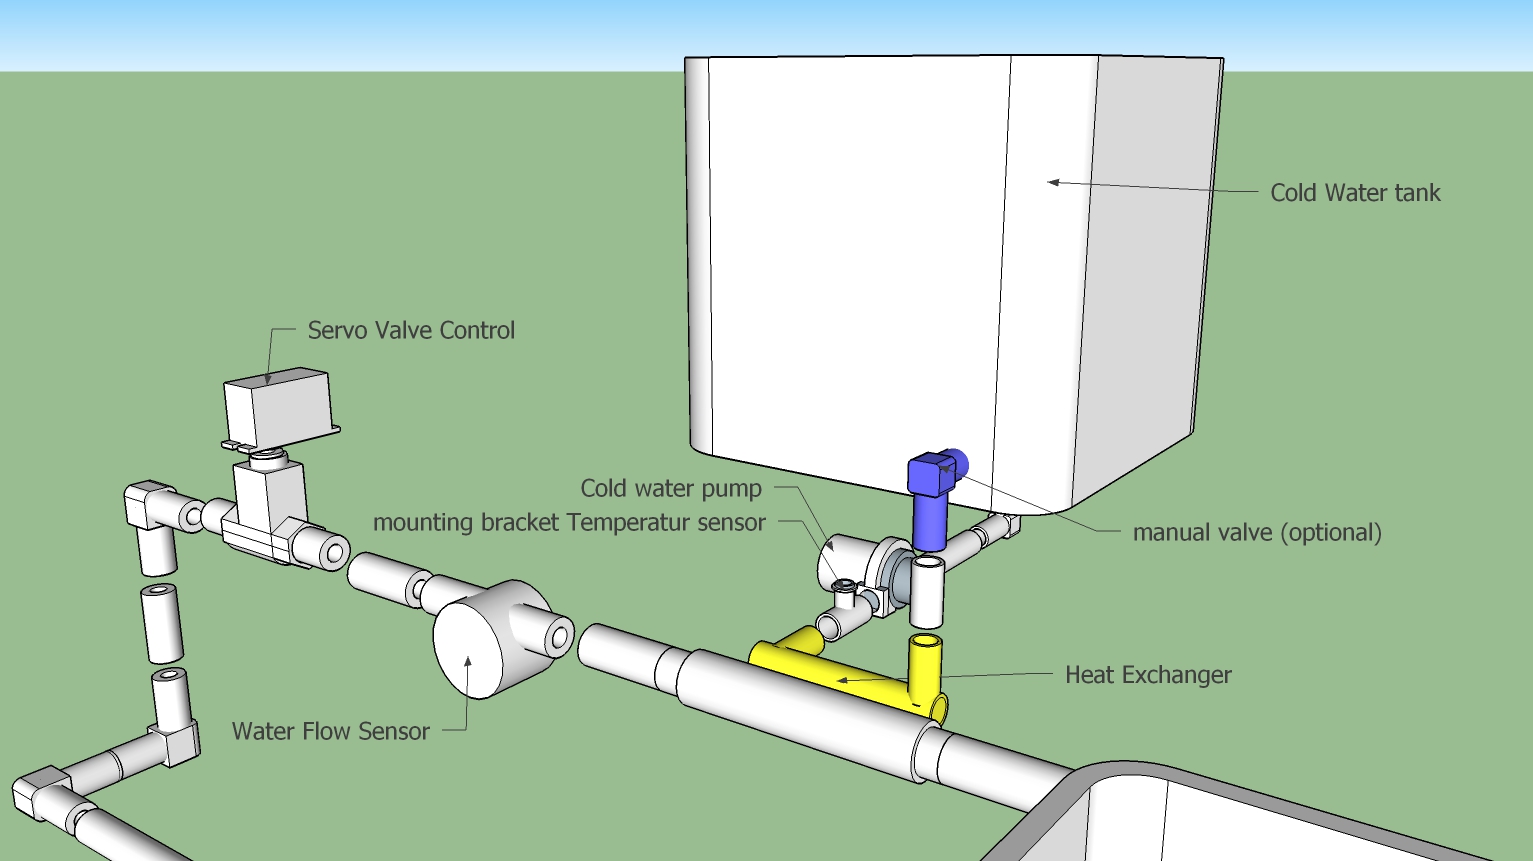 Cold Water tank
Servo Valve Control
Cold water pump
mounting bracket Temperatur sensor
manual valve (optional)
Heat Exchanger
Water Flow Sensor